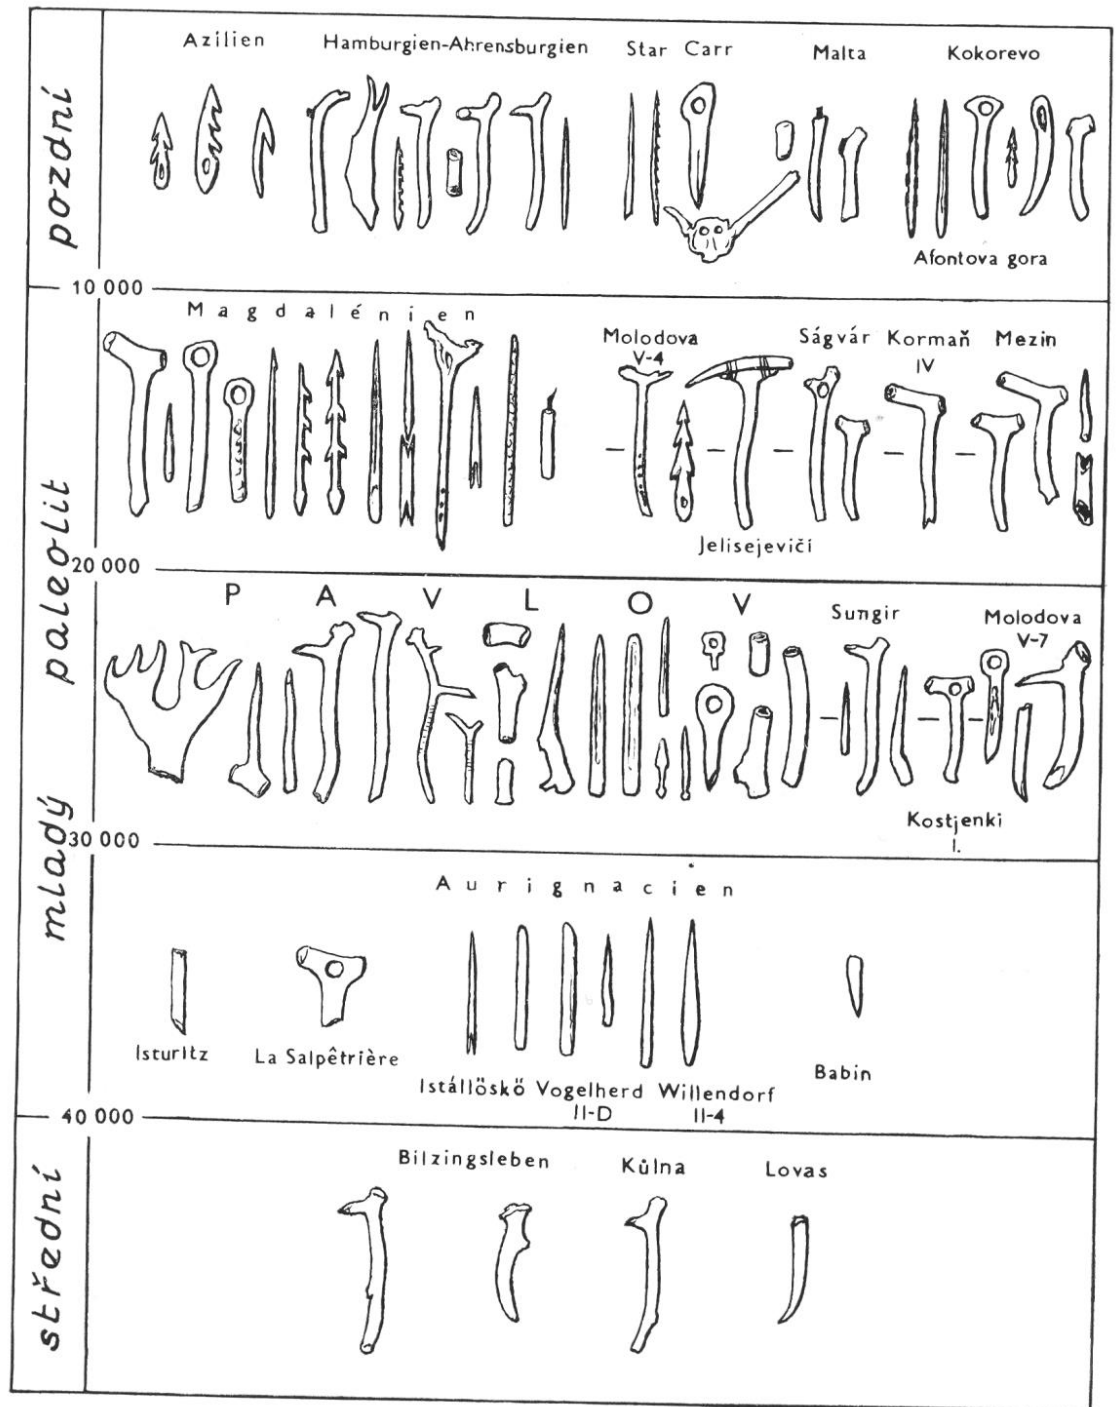 pozdní
Azilien Hamburgien-Ahrensburgien Star Carr Malta Kokorevo
Afontova gora
10 000
mladý paleolit
Magdalénien
Molodova
V-4
Ságvár Kormaň Mezin
IV
Jelisejeviči
20 000
PAVLOV
Sungir Molodova
V-7
Kostjenki
I.
30 000
Aurignacien
Isturitz La Salpêtrière
Istállöskö Vogelherd Willendorf Babin
II-D II-4
40 000
střední
Bilzingsleben Kůlna Lovas